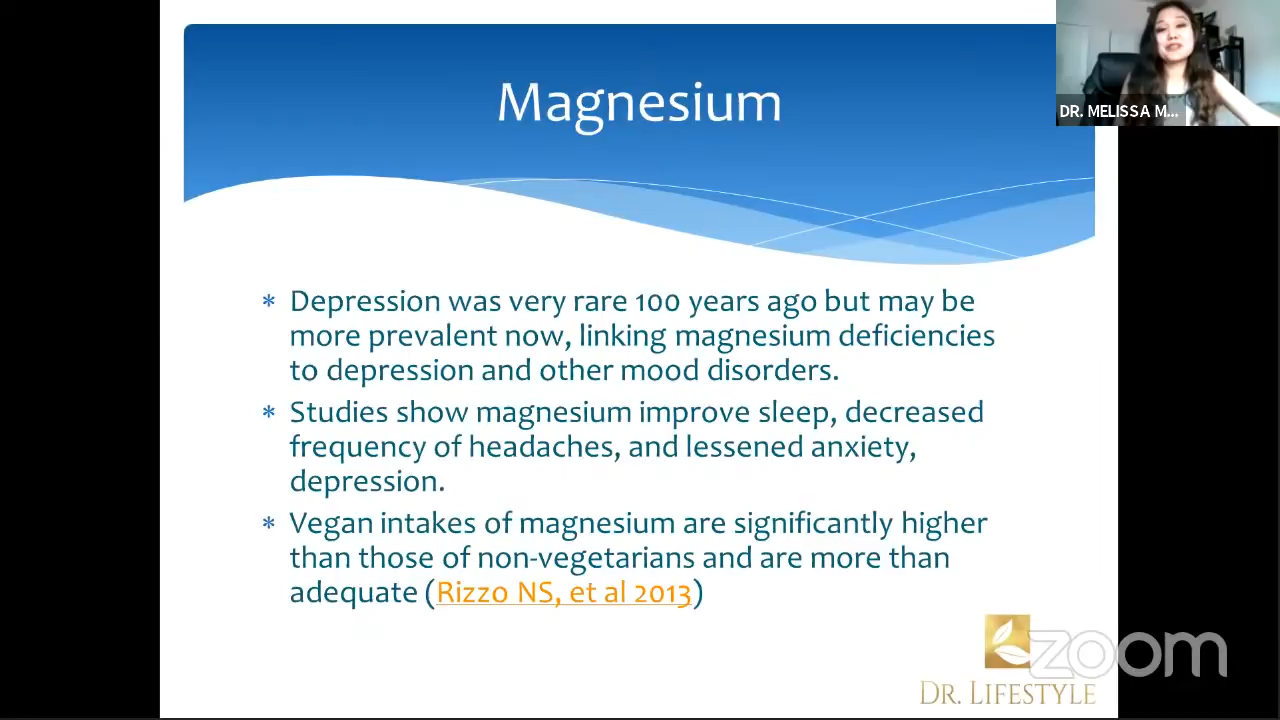 Magnesium
DR. MELISSA M...
* Depression was very rare 100 years ago but may be
more prevalent now, linking magnesium deficiencies
to depression and other mood disorders.
* Studies show magnesium improve sleep, decreased
frequency of headaches, and lessened anxiety,
depression.
* Vegan intakes of magnesium are significantly higher
than those of non-vegetarians and are more than
adequate (Rizzo NS, et al 2013)
zoom
DR. LIFESTYLE